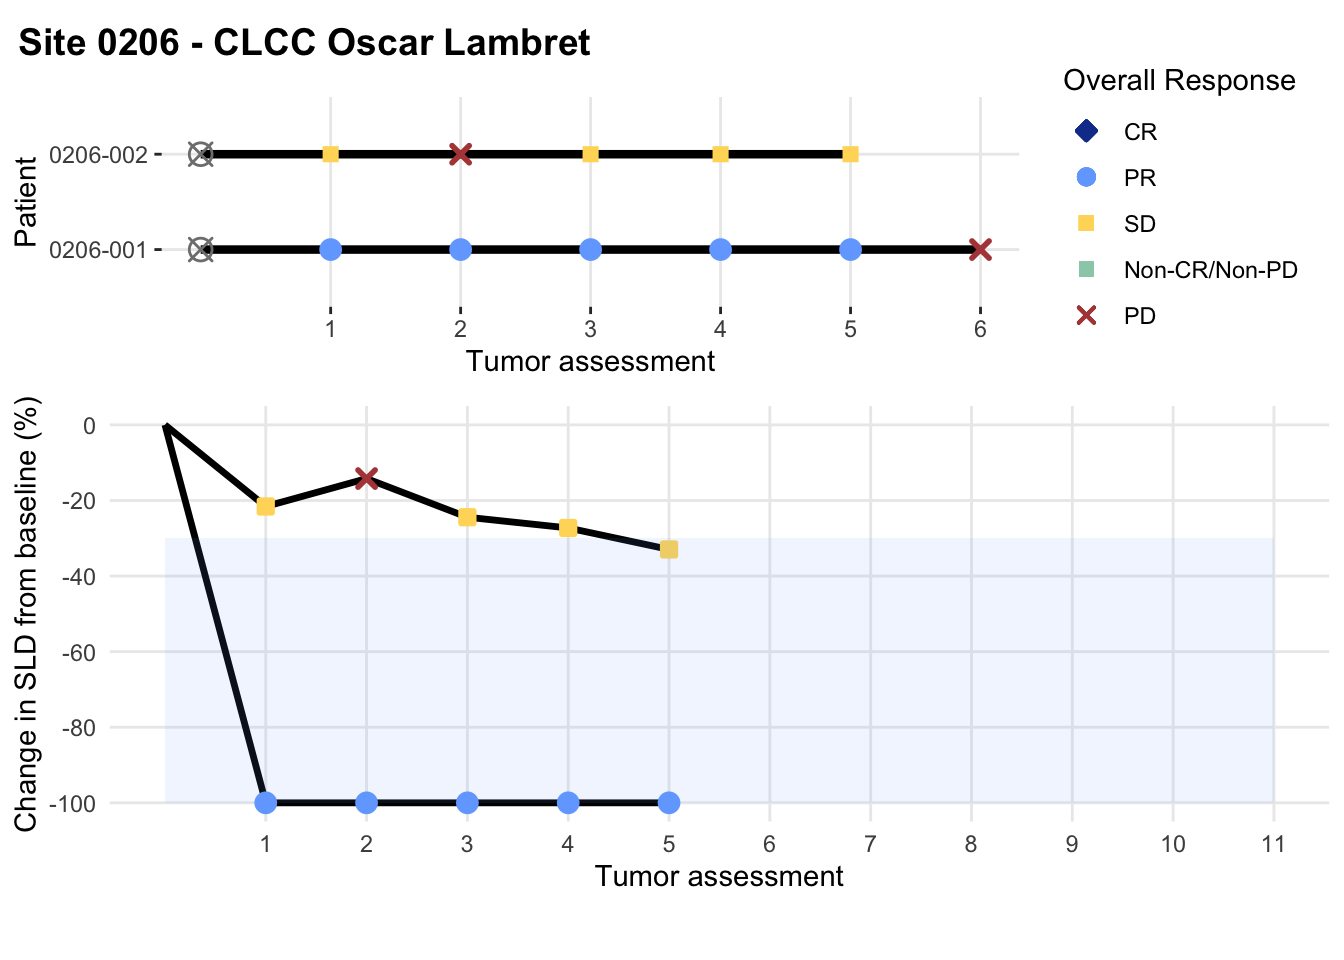 Site 0206 - CLCC Oscar Lambret
Patient
0206-002
0206-001
1 2 3 4 5 6
Tumor assessment
Overall Response
CR
PR
SD
Non-CR/Non-PD
PD
Change in SLD from baseline (%)
0
-20
-40
-60
-80
-100
1 2 3 4 5 6 7 8 9 10 11
Tumor assessment